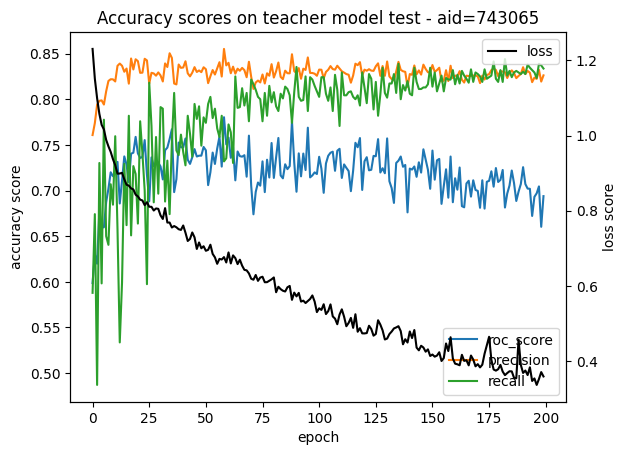 Accuracy scores on teacher model test - aid=743065
loss
0.85
0.80
0.75
0.70
0.65
0.60
0.55
0.50
accuracy score
1.2
1.0
0.8
0.6
0.4
loss score
roc_score
precision
recall
0
25
50
75
100
125
150
175
200
epoch